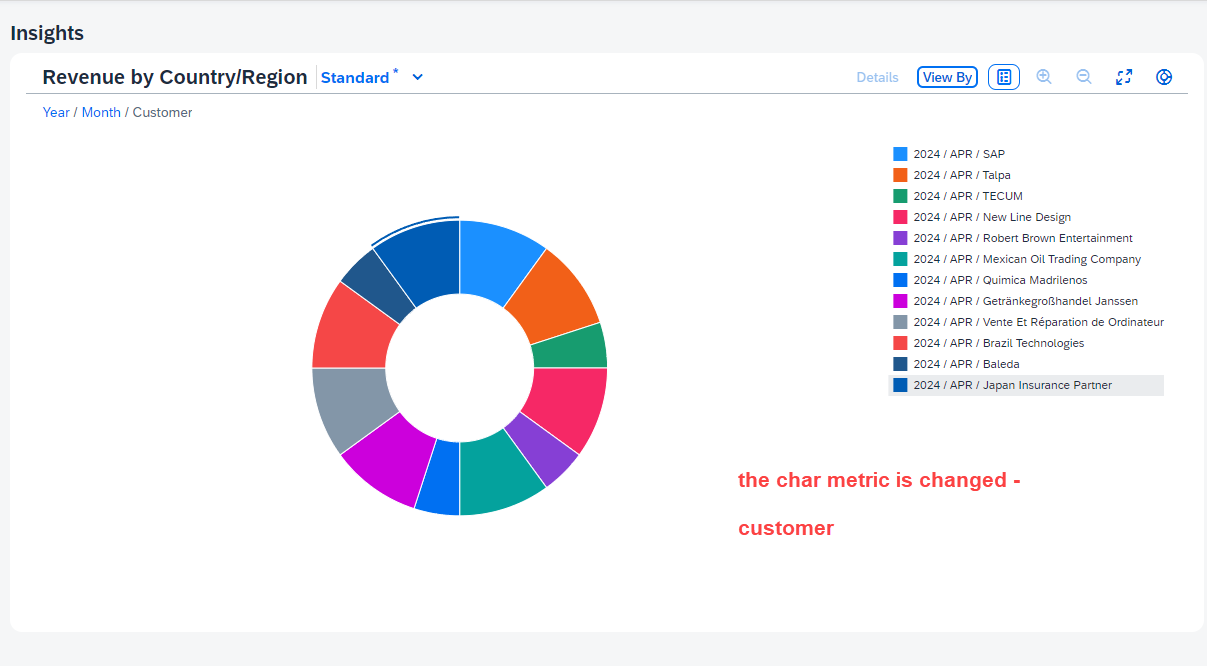 Insights
Revenue by Country/Region Standard * Details View By
Year / Month / Customer
2024 / APR / SAP
2024 / APR / Talpa
2024 / APR / TECUM
2024 / APR / New Line Design
2024 / APR / Robert Brown Entertainment
2024 / APR / Mexican Oil Trading Company
2024 / APR / Quimica Madrilenos
2024 / APR / Getränkegroßhandel Janssen
2024 / APR / Vente Et Réparation de Ordinateur
2024 / APR / Brazil Technologies
2024 / APR / Baleda
2024 / APR / Japan Insurance Partner
the char metric is changed -
customer